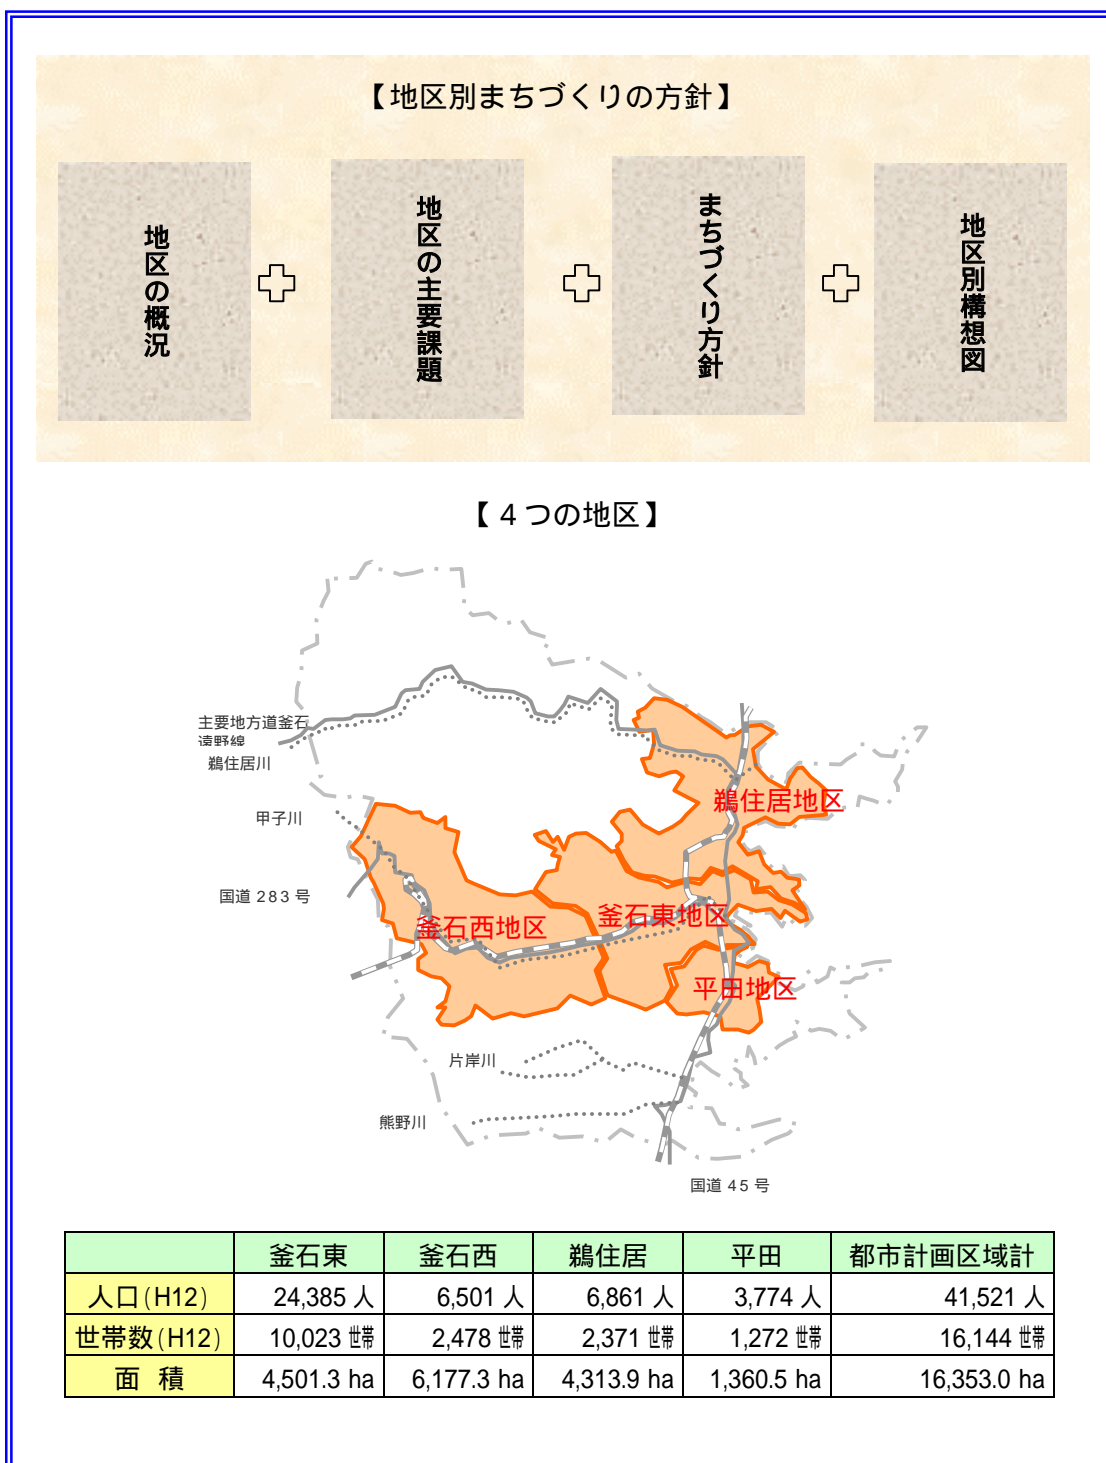 【地区別まちづくりの方針】
地区の概況
地区の主要課題
まちづくり方針
地区別構想図
【４つの地区】
主要地方道釜石
遠野線
鵜住居川
鵜住居地区
甲子川
国道 283 号
釜石西地区
釜石東地区
平田地区
片岸川
熊野川
国道 45 号
釜石東 釜石西 鵜住居 平田 都市計画区域計
人口(H12) 24,385 人 6,501 人 6,861 人 3,774 人 41,521 人
世帯数(H12) 10,023 世帯 2,478 世帯 2,371 世帯 1,272 世帯 16,144 世帯
面 積 4,501.3 ha 6,177.3 ha 4,313.9 ha 1,360.5 ha 16,353.0 ha